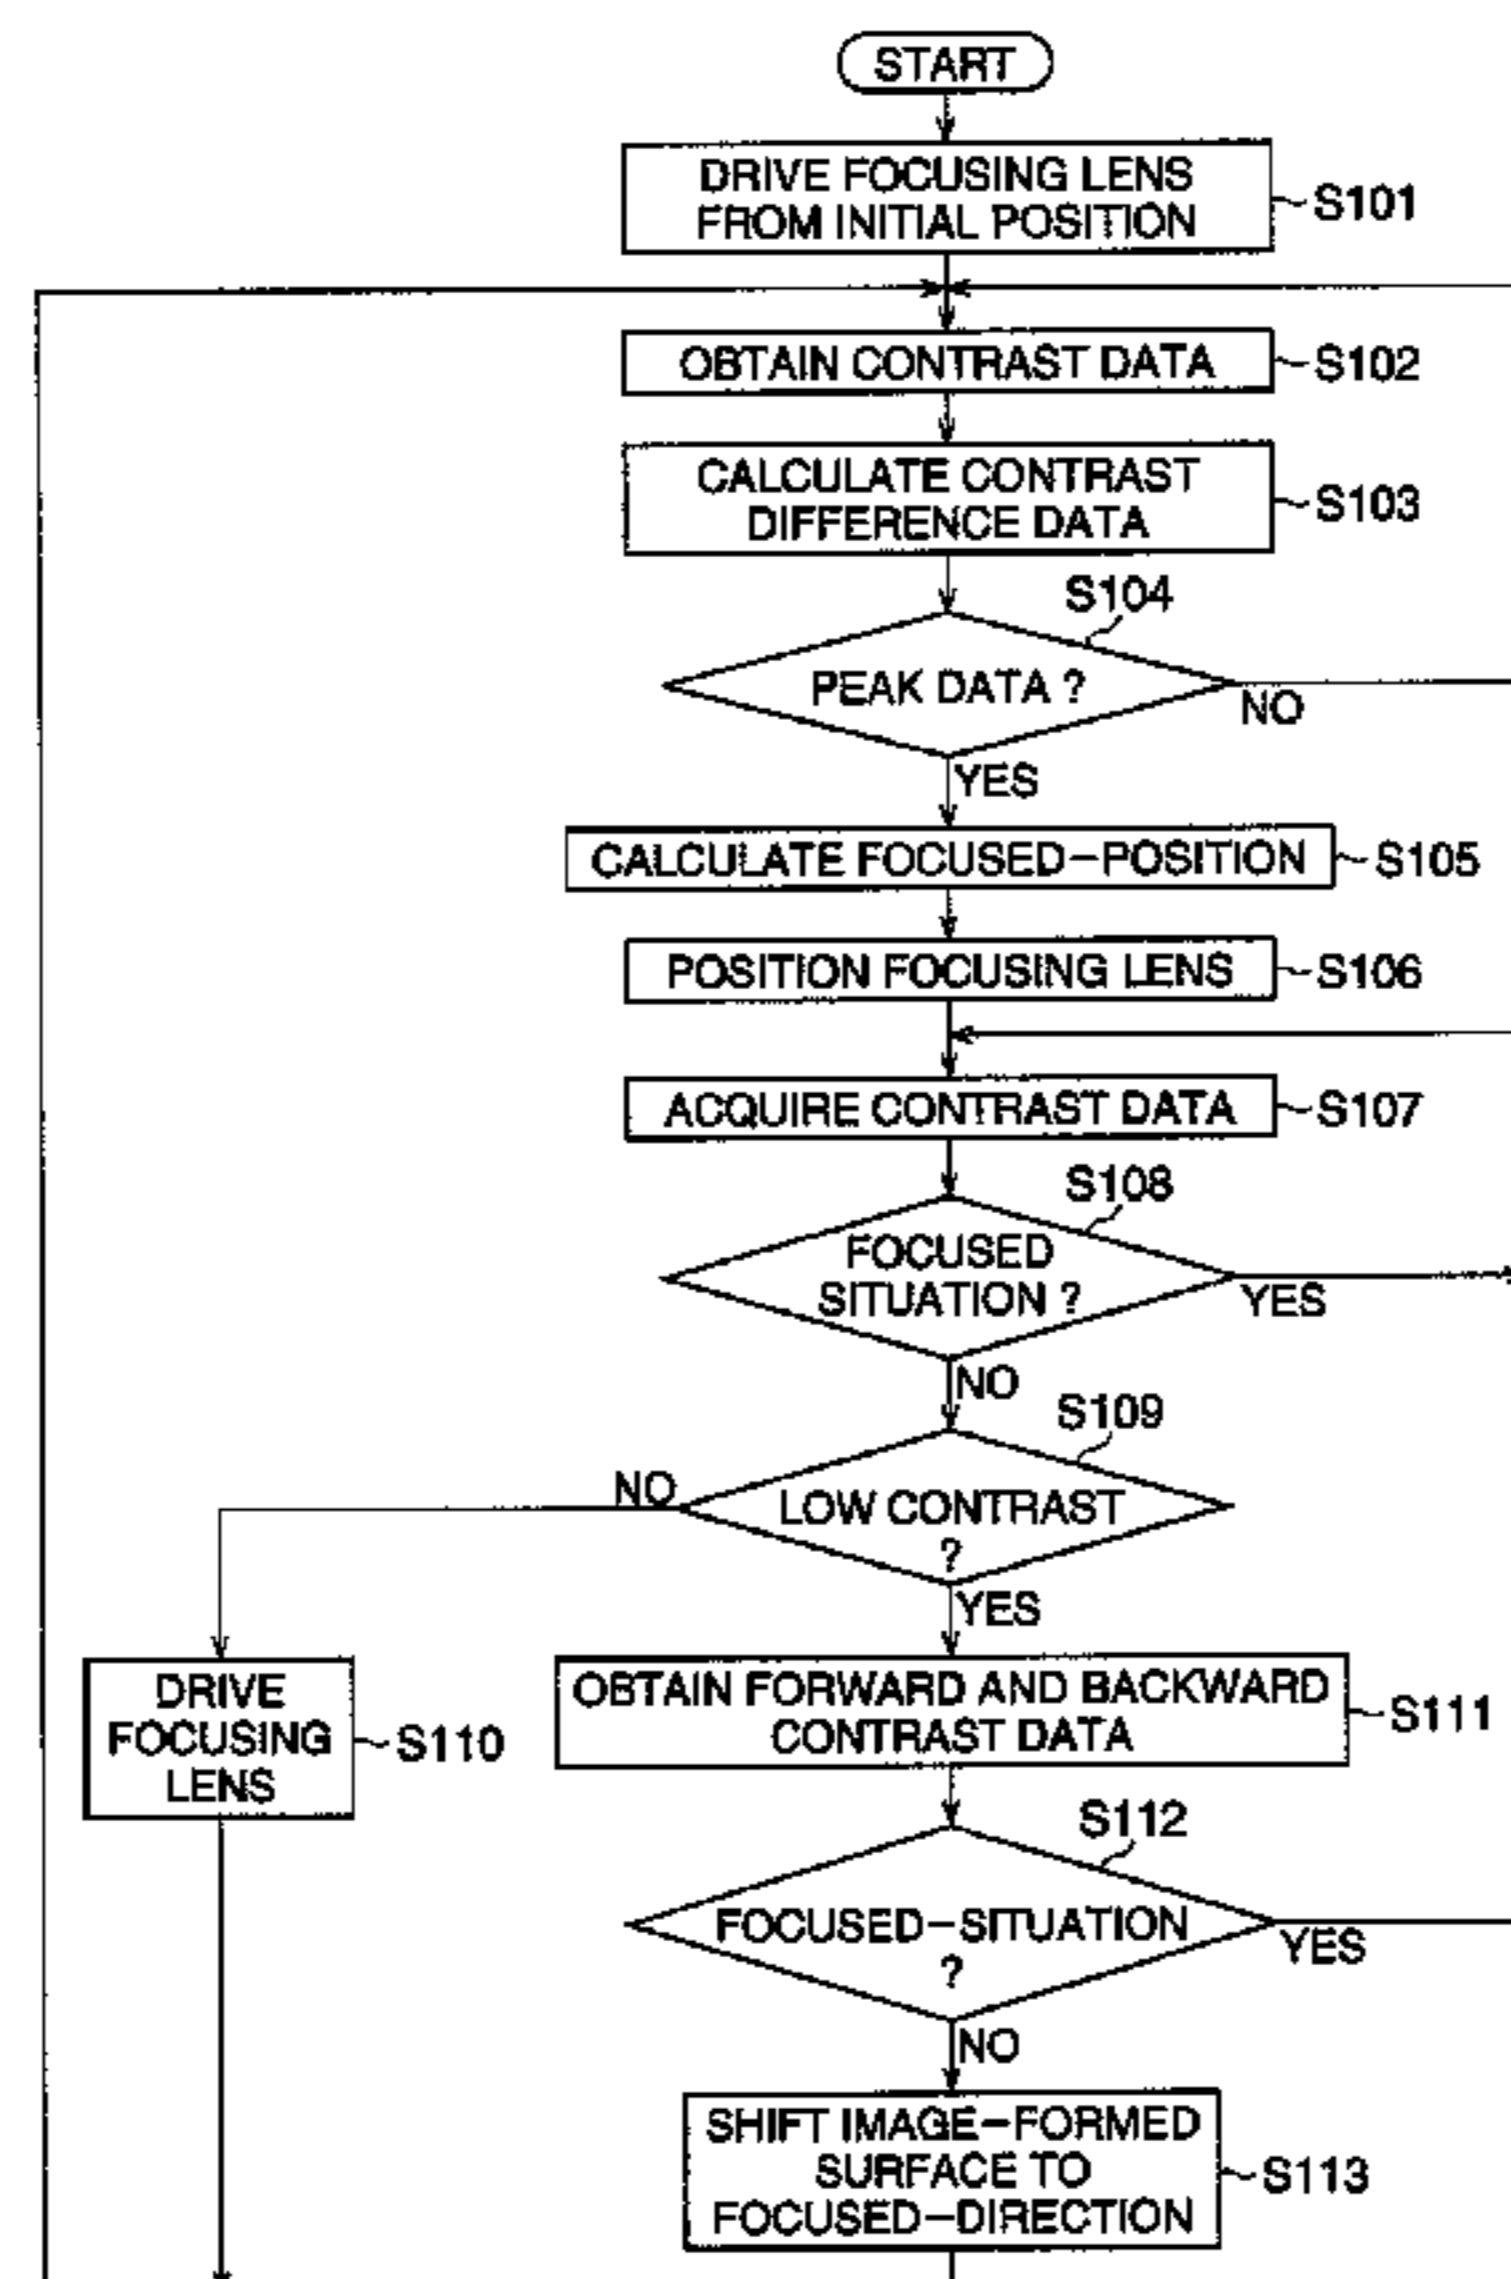 START
DRIVE FOCUSING LENS
FROM INITIAL POSITION
S101
OBTAIN CONTRAST DATA
S102
CALCULATE CONTRAST
DIFFERENCE DATA
S103
S104
PEAK DATA ?
NO
YES
CALCULATE FOCUSED-POSITION
S105
POSITION FOCUSING LENS
S106
ACQUIRE CONTRAST DATA
S107
S108
FOCUSED
SITUATION ?
YES
NO
S109
NO
LOW CONTRAST
?
YES
DRIVE
FOCUSING
LENS
S110
OBTAIN FORWARD AND BACKWARD
CONTRAST DATA
S111
S112
FOCUSED-SITUATION
?
YES
NO
SHIFT IMAGE-FORMED
SURFACE TO
FOCUSED-DIRECTION
S113